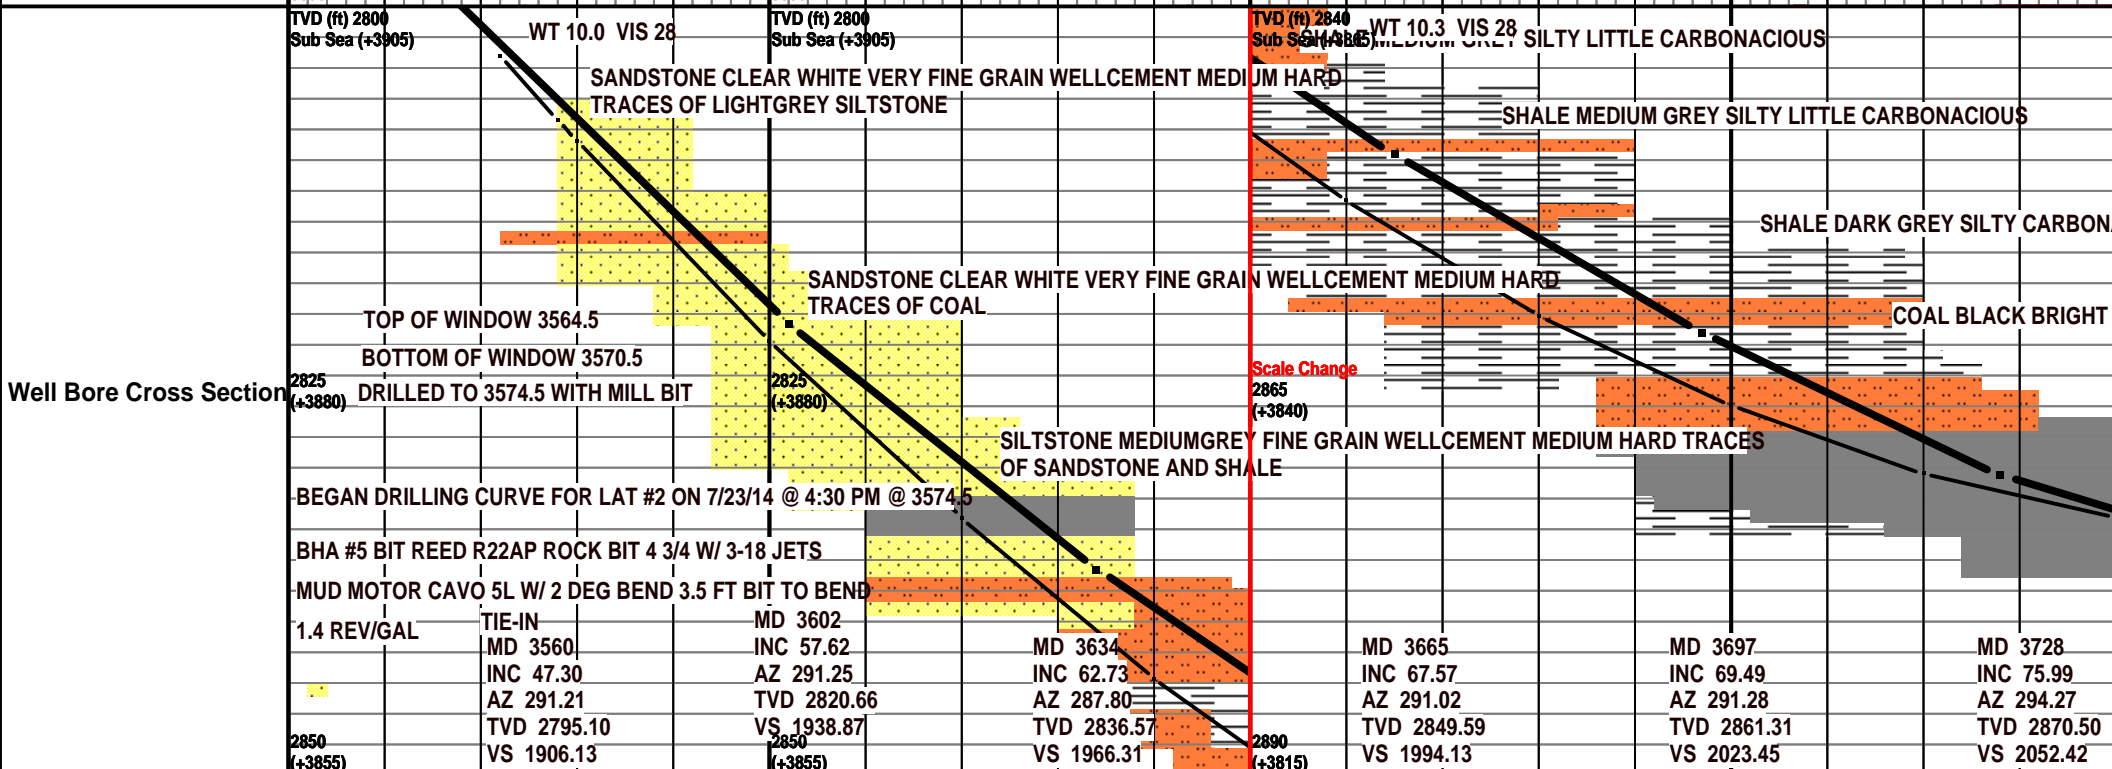 Well Bore Cross Section
TVD (ft) 2800
Sub Sea (+3905)
WT 10.0 VIS 28
TVD (ft) 2800
Sub Sea (+3905)
SANDSTONE CLEAR WHITE VERY FINE GRAIN WELLCEMENT MEDIUM HARD
TRACES OF LIGHTGREY SILTSTONE
SANDSTONE CLEAR WHITE VERY FINE GRAIN WELLCEMENT MEDIUM HARD
TRACES OF COAL
TOP OF WINDOW 3564.5
BOTTOM OF WINDOW 3570.5
2825
(+3880)
DRILLED TO 3574.5 WITH MILL BIT
2825
(+3880)
SILTSTONE MEDIUMGREY FINE GRAIN WELLCEMENT MEDIUM HARD TRACES
OF SANDSTONE AND SHALE
BEGAN DRILLING CURVE FOR LAT #2 ON 7/23/14 @ 4:30 PM @ 3574.5
BHA #5 BIT REED R22AP ROCK BIT 4 3/4 W/ 3-18 JETS
MUD MOTOR CAVO 5L W/ 2 DEG BEND 3.5 FT BIT TO BEND
1.4 REV/GAL
TIE-IN
MD 3560
INC 47.30
AZ 291.21
TVD 2795.10
VS 1906.13
MD 3602
INC 57.62
AZ 291.25
TVD 2820.66
VS 1938.87
MD 3634
INC 62.73
AZ 287.80
TVD 2836.57
VS 1966.31
2850
(+3855)
2850
(+3855)
TVD (ft) 2840
Sub Sea (+3865)
WT 10.3 VIS 28
SHALE MEDIUM GREY SILTY LITTLE CARBONACIOUS
SHALE MEDIUM GREY SILTY LITTLE CARBONACIOUS
SHALE DARK GREY SILTY CARBONA
COAL BLACK BRIGHT
Scale Change
2865
(+3840)
MD 3665
INC 67.57
AZ 291.02
TVD 2849.59
VS 1994.13
MD 3697
INC 69.49
AZ 291.28
TVD 2861.31
VS 2023.45
MD 3728
INC 75.99
AZ 294.27
TVD 2870.50
VS 2052.42
2890
(+3815)